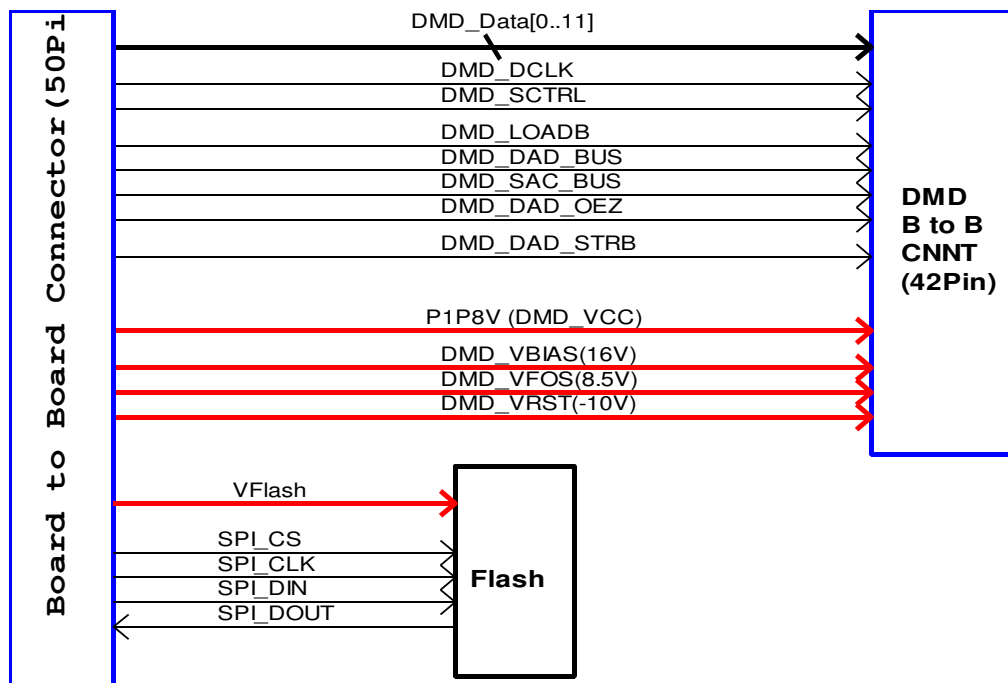 Board to Board Connector(50Pi
DMD_Data[0..11]
DMD_DCLK
DMD_SCTRL
DMD_LOADB
DMD_DAD_BUS
DMD_SAC_BUS
DMD_DAD_OEZ
DMD_DAD_STRB
P1P8V (DMD_VCC)
DMD_VBIAS(16V)
DMD_VFOS(8.5V)
DMD_VRST(-10V)
DMD
B to B
CNNT
(42Pin)
VFlash
SPI_CS
SPI_CLK
SPI_DIN
SPI_DOUT
Flash